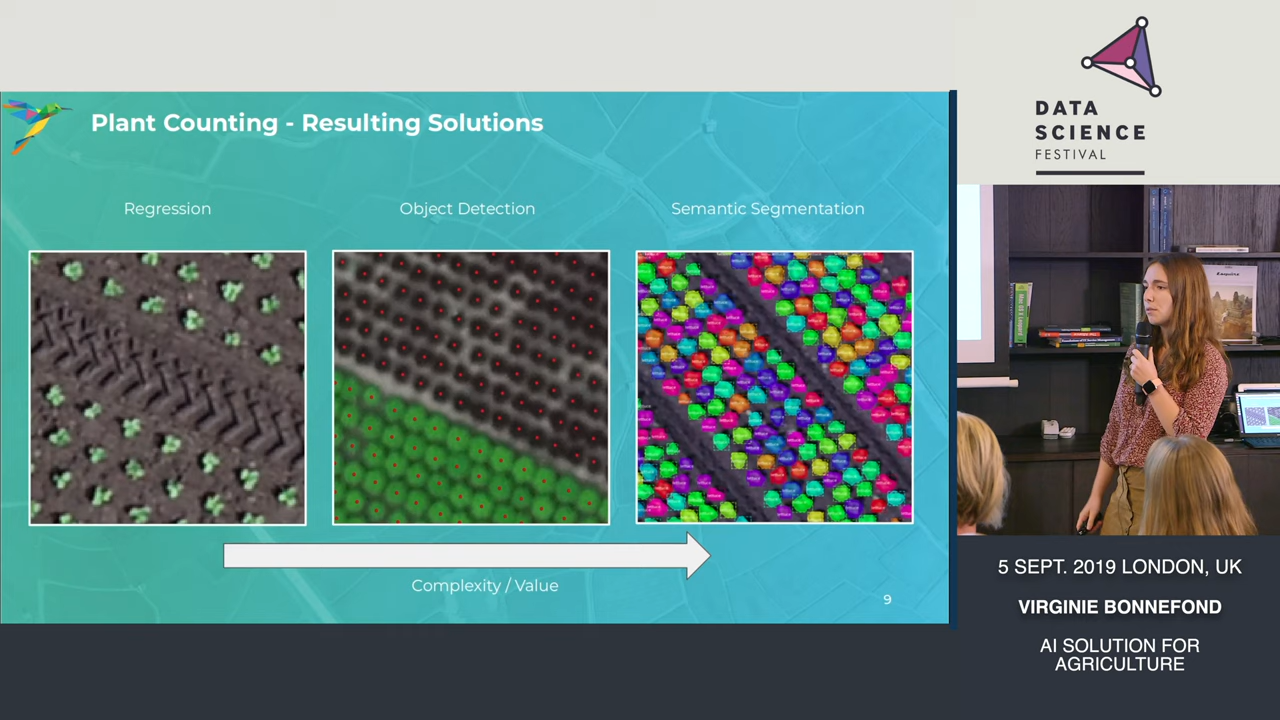 Plant Counting - Resulting Solutions
Regression
Object Detection
Semantic Segmentation
Complexity / Value
9
DATA
SCIENCE
FESTIVAL
Esquire
5 SEPT. 2019 LONDON, UK
VIRGINIE BONNEFOND
AI SOLUTION FOR
AGRICULTURE